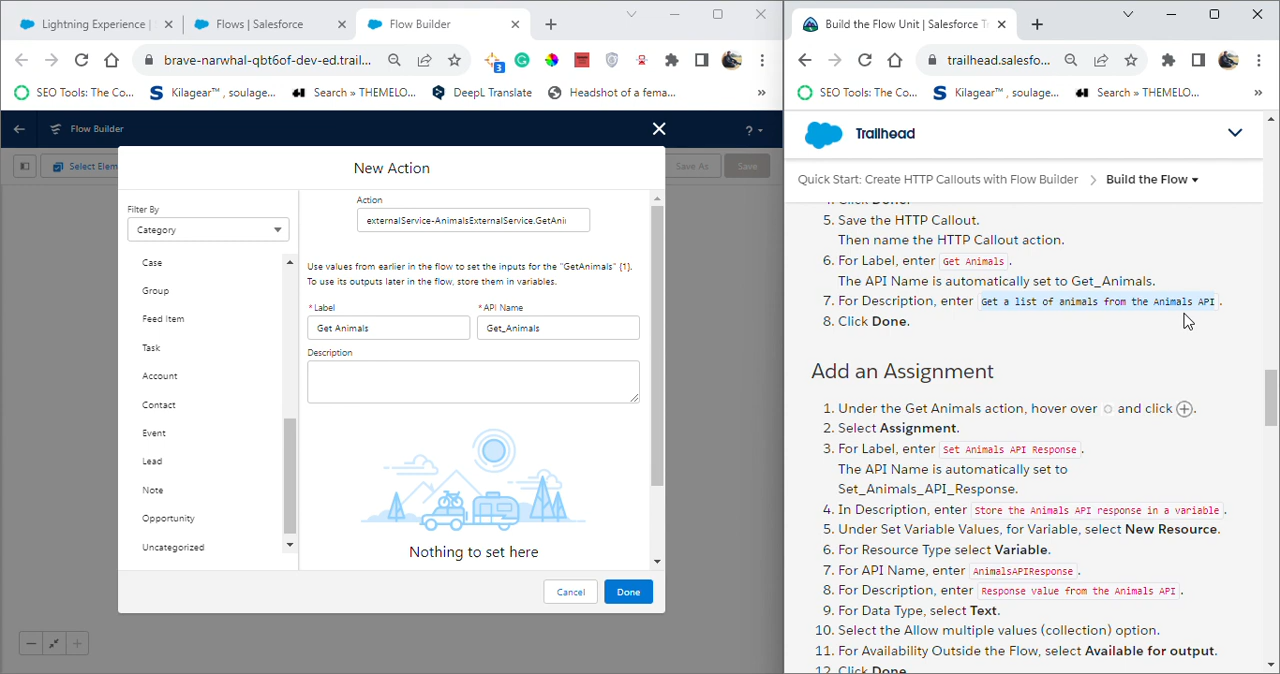 Lightning Experience |
Flows | Salesforce
Flow Builder
brave-narwhal-qbt6of-dev-ed.trail...
3
SEO Tools: The Co...
Kilagear™ , soulage...
Search » THEMELO...
DeepL Translate
Headshot of a fema...
»
Flow Builder
?
Select Elem
Save As
Save
New Action
Filter By
Category
Case
Group
Feed Item
Task
Account
Contact
Event
Lead
Note
Opportunity
Uncategorized
Action
externalService-AnimalsExternalService.GetAni
Use values from earlier in the flow to set the inputs for the "GetAnimals" {1}.
To use its outputs later in the flow, store them in variables.
* Label
* API Name
Get Animals
Get_Animals
Description
Nothing to set here
Cancel
Done
Build the Flow Unit | Salesforce Tr
trailhead.salesfo...
SEO Tools: The Co...
Kilagear™ , soulage...
Search » THEMELO...
»
Trailhead
Quick Start: Create HTTP Callouts with Flow Builder
Build the Flow
4. Click Done.
5. Save the HTTP Callout.
Then name the HTTP Callout action.
6. For Label, enter Get Animals .
The API Name is automatically set to Get_Animals.
7. For Description, enter Get a list of animals from the Animals API .
8. Click Done.
Add an Assignment
1. Under the Get Animals action, hover over and click .
2. Select Assignment.
3. For Label, enter Set Animals API Response .
The API Name is automatically set to
Set_Animals_API_Response.
4. In Description, enter Store the Animals API response in a variable .
5. Under Set Variable Values, for Variable, select New Resource.
6. For Resource Type select Variable.
7. For API Name, enter AnimalsAPIResponse .
8. For Description, enter Response value from the Animals API .
9. For Data Type, select Text.
10. Select the Allow multiple values (collection) option.
11. For Availability Outside the Flow, select Available for output.
12. Click Done.